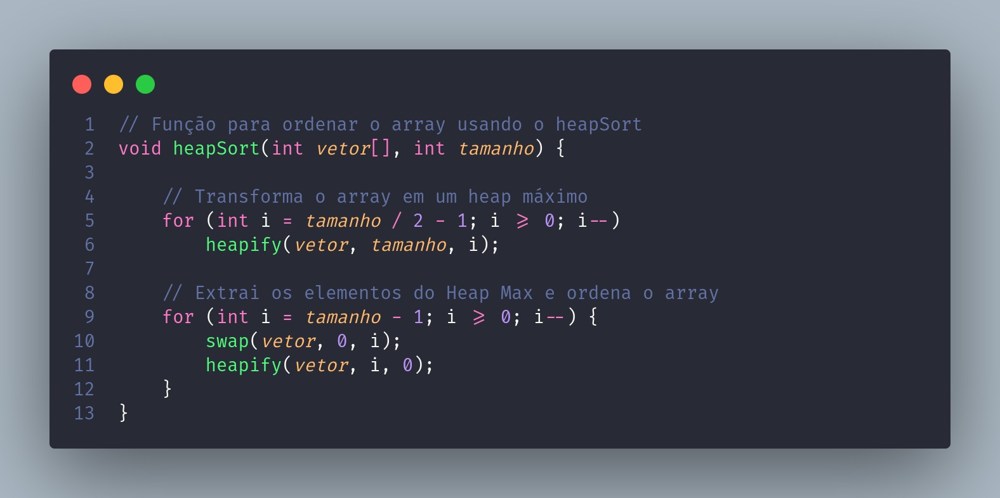 1 // Função para ordenar o array usando o heapSort
2 void heapSort(int vetor[], int tamanho) {
3
4     // Transforma o array em um heap máximo
5     for (int i = tamanho / 2 - 1; i >= 0; i--)
6         heapify(vetor, tamanho, i);
7
8     // Extrai os elementos do Heap Max e ordena o array
9     for (int i = tamanho - 1; i >= 0; i--) {
10         swap(vetor, 0, i);
11         heapify(vetor, i, 0);
12     }
13 }